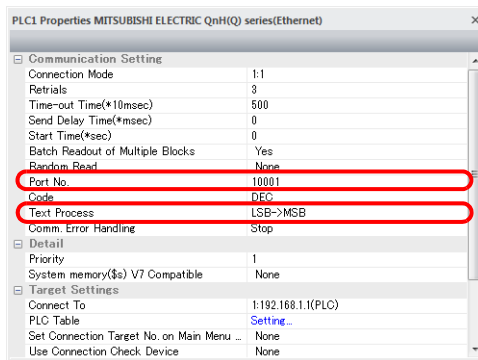 PLC1 Properties MITSUBISHI ELECTRIC QnH(Q) series(Ethernet)
Communication Setting
Connection Mode 1:1
Retrials 3
Time-out Time(*10msec) 500
Send Delay Time(*msec) 0
Start Time(*sec) 0
Batch Readout of Multiple Blocks Yes
Random Read None
Port No. 10001
Code DEC
Text Process LSB->MSB
Comm. Error Handling Stop
Detail
Priority 1
System memory($s) V7 Compatible None
Target Settings
Connect To 1:192.168.1.1(PLC)
PLC Table Setting...
Set Connection Target No. on Main Menu ... None
Use Connection Check Device None